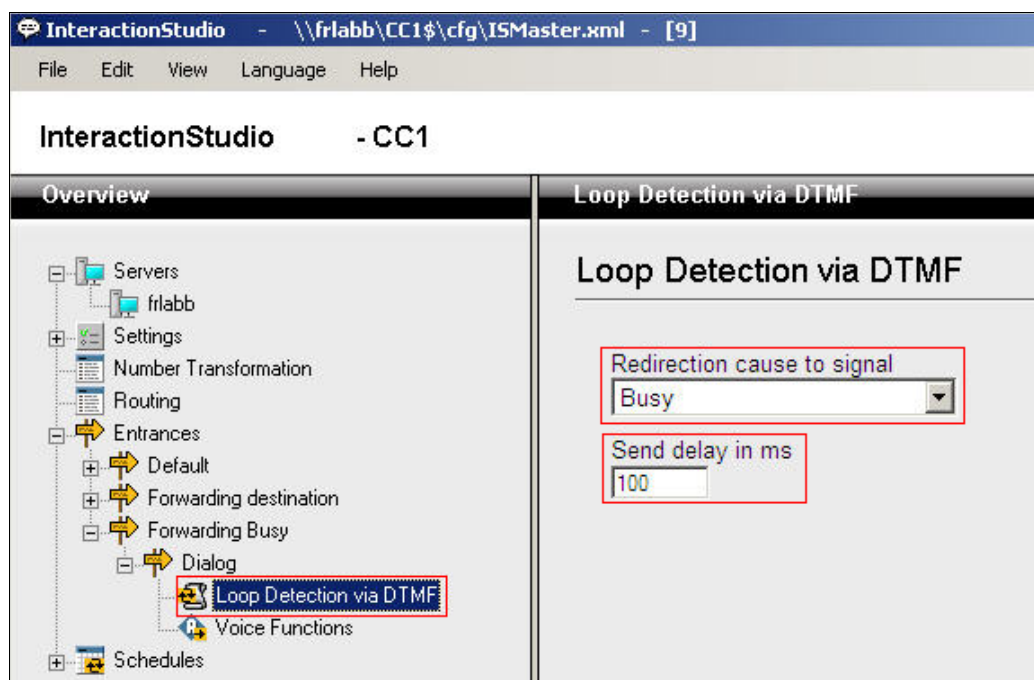 InteractionStudio - \\frlabb\CC1$\cfg\ISMaster.xml - [9]
File Edit View Language Help
InteractionStudio - CC1
Overview
Servers
frlabb
Settings
Number Transformation
Routing
Entrances
Default
Forwarding destination
Forwarding Busy
Dialog
Loop Detection via DTMF
Voice Functions
Schedules
Loop Detection via DTMF
Loop Detection via DTMF
Redirection cause to signal
Busy
Send delay in ms
100